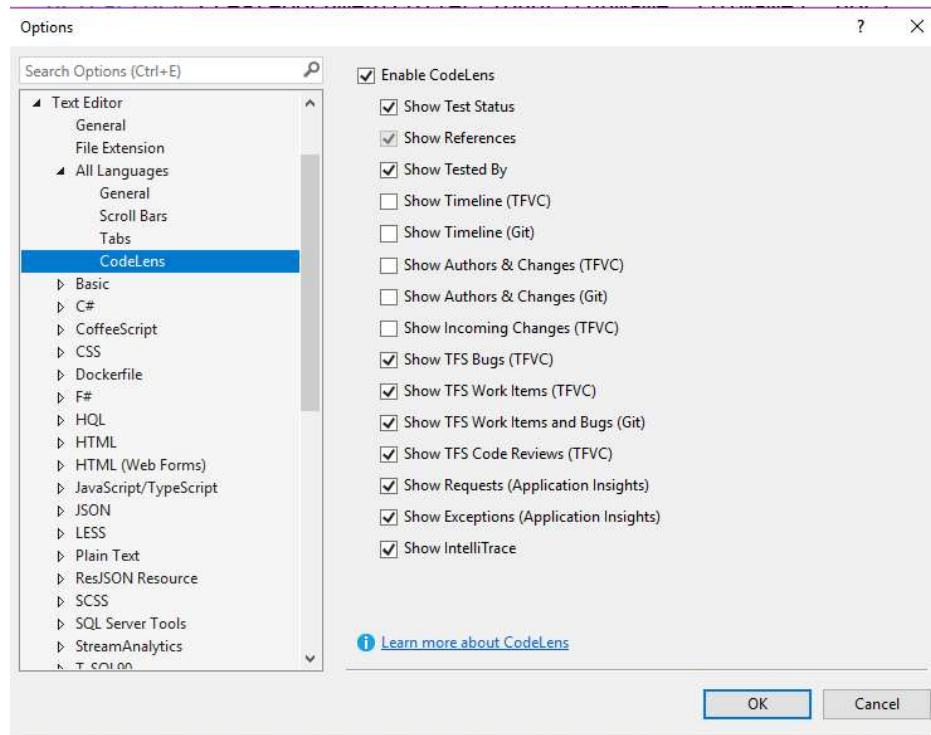 Options
?
Search Options (Ctrl+E)
Text Editor
General
File Extension
All Languages
General
Scroll Bars
Tabs
CodeLens
Basic
C#
CoffeeScript
CSS
Dockerfile
F#
HQL
HTML
HTML (Web Forms)
JavaScript/TypeScript
JSON
LESS
Plain Text
ResJSON Resource
SCSS
SQL Server Tools
StreamAnalytics
T-SQL90
Enable CodeLens
Show Test Status
Show References
Show Tested By
Show Timeline (TFVC)
Show Timeline (Git)
Show Authors & Changes (TFVC)
Show Authors & Changes (Git)
Show Incoming Changes (TFVC)
Show TFS Bugs (TFVC)
Show TFS Work Items (TFVC)
Show TFS Work Items and Bugs (Git)
Show TFS Code Reviews (TFVC)
Show Requests (Application Insights)
Show Exceptions (Application Insights)
Show IntelliTrace
Learn more about CodeLens
OK
Cancel